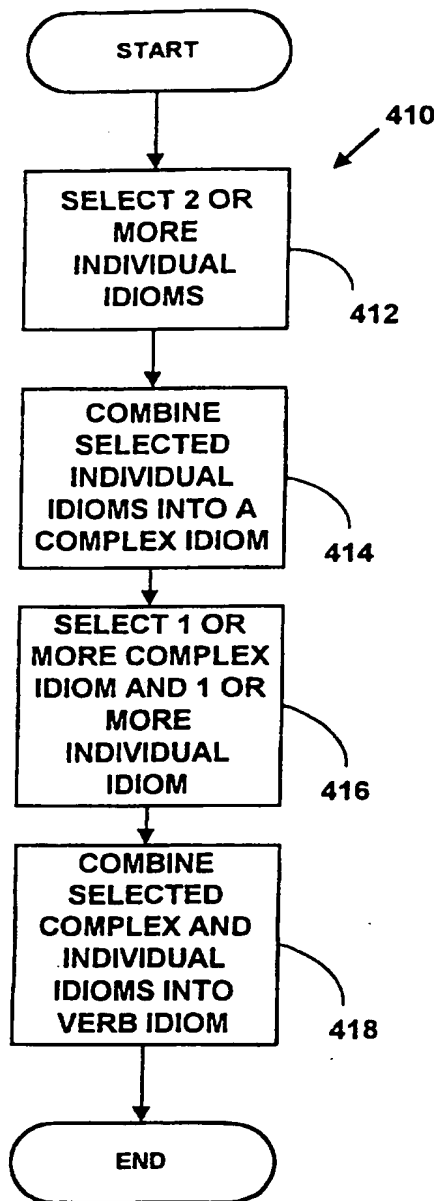 START
410
SELECT 2 OR
MORE
INDIVIDUAL
IDIOMS
412
COMBINE
SELECTED
INDIVIDUAL
IDIOMS INTO A
COMPLEX IDIOM
414
SELECT 1 OR
MORE COMPLEX
IDIOM AND 1 OR
MORE
INDIVIDUAL
IDIOM
416
COMBINE
SELECTED
COMPLEX AND
INDIVIDUAL
IDIOMS INTO
VERB IDIOM
418
END